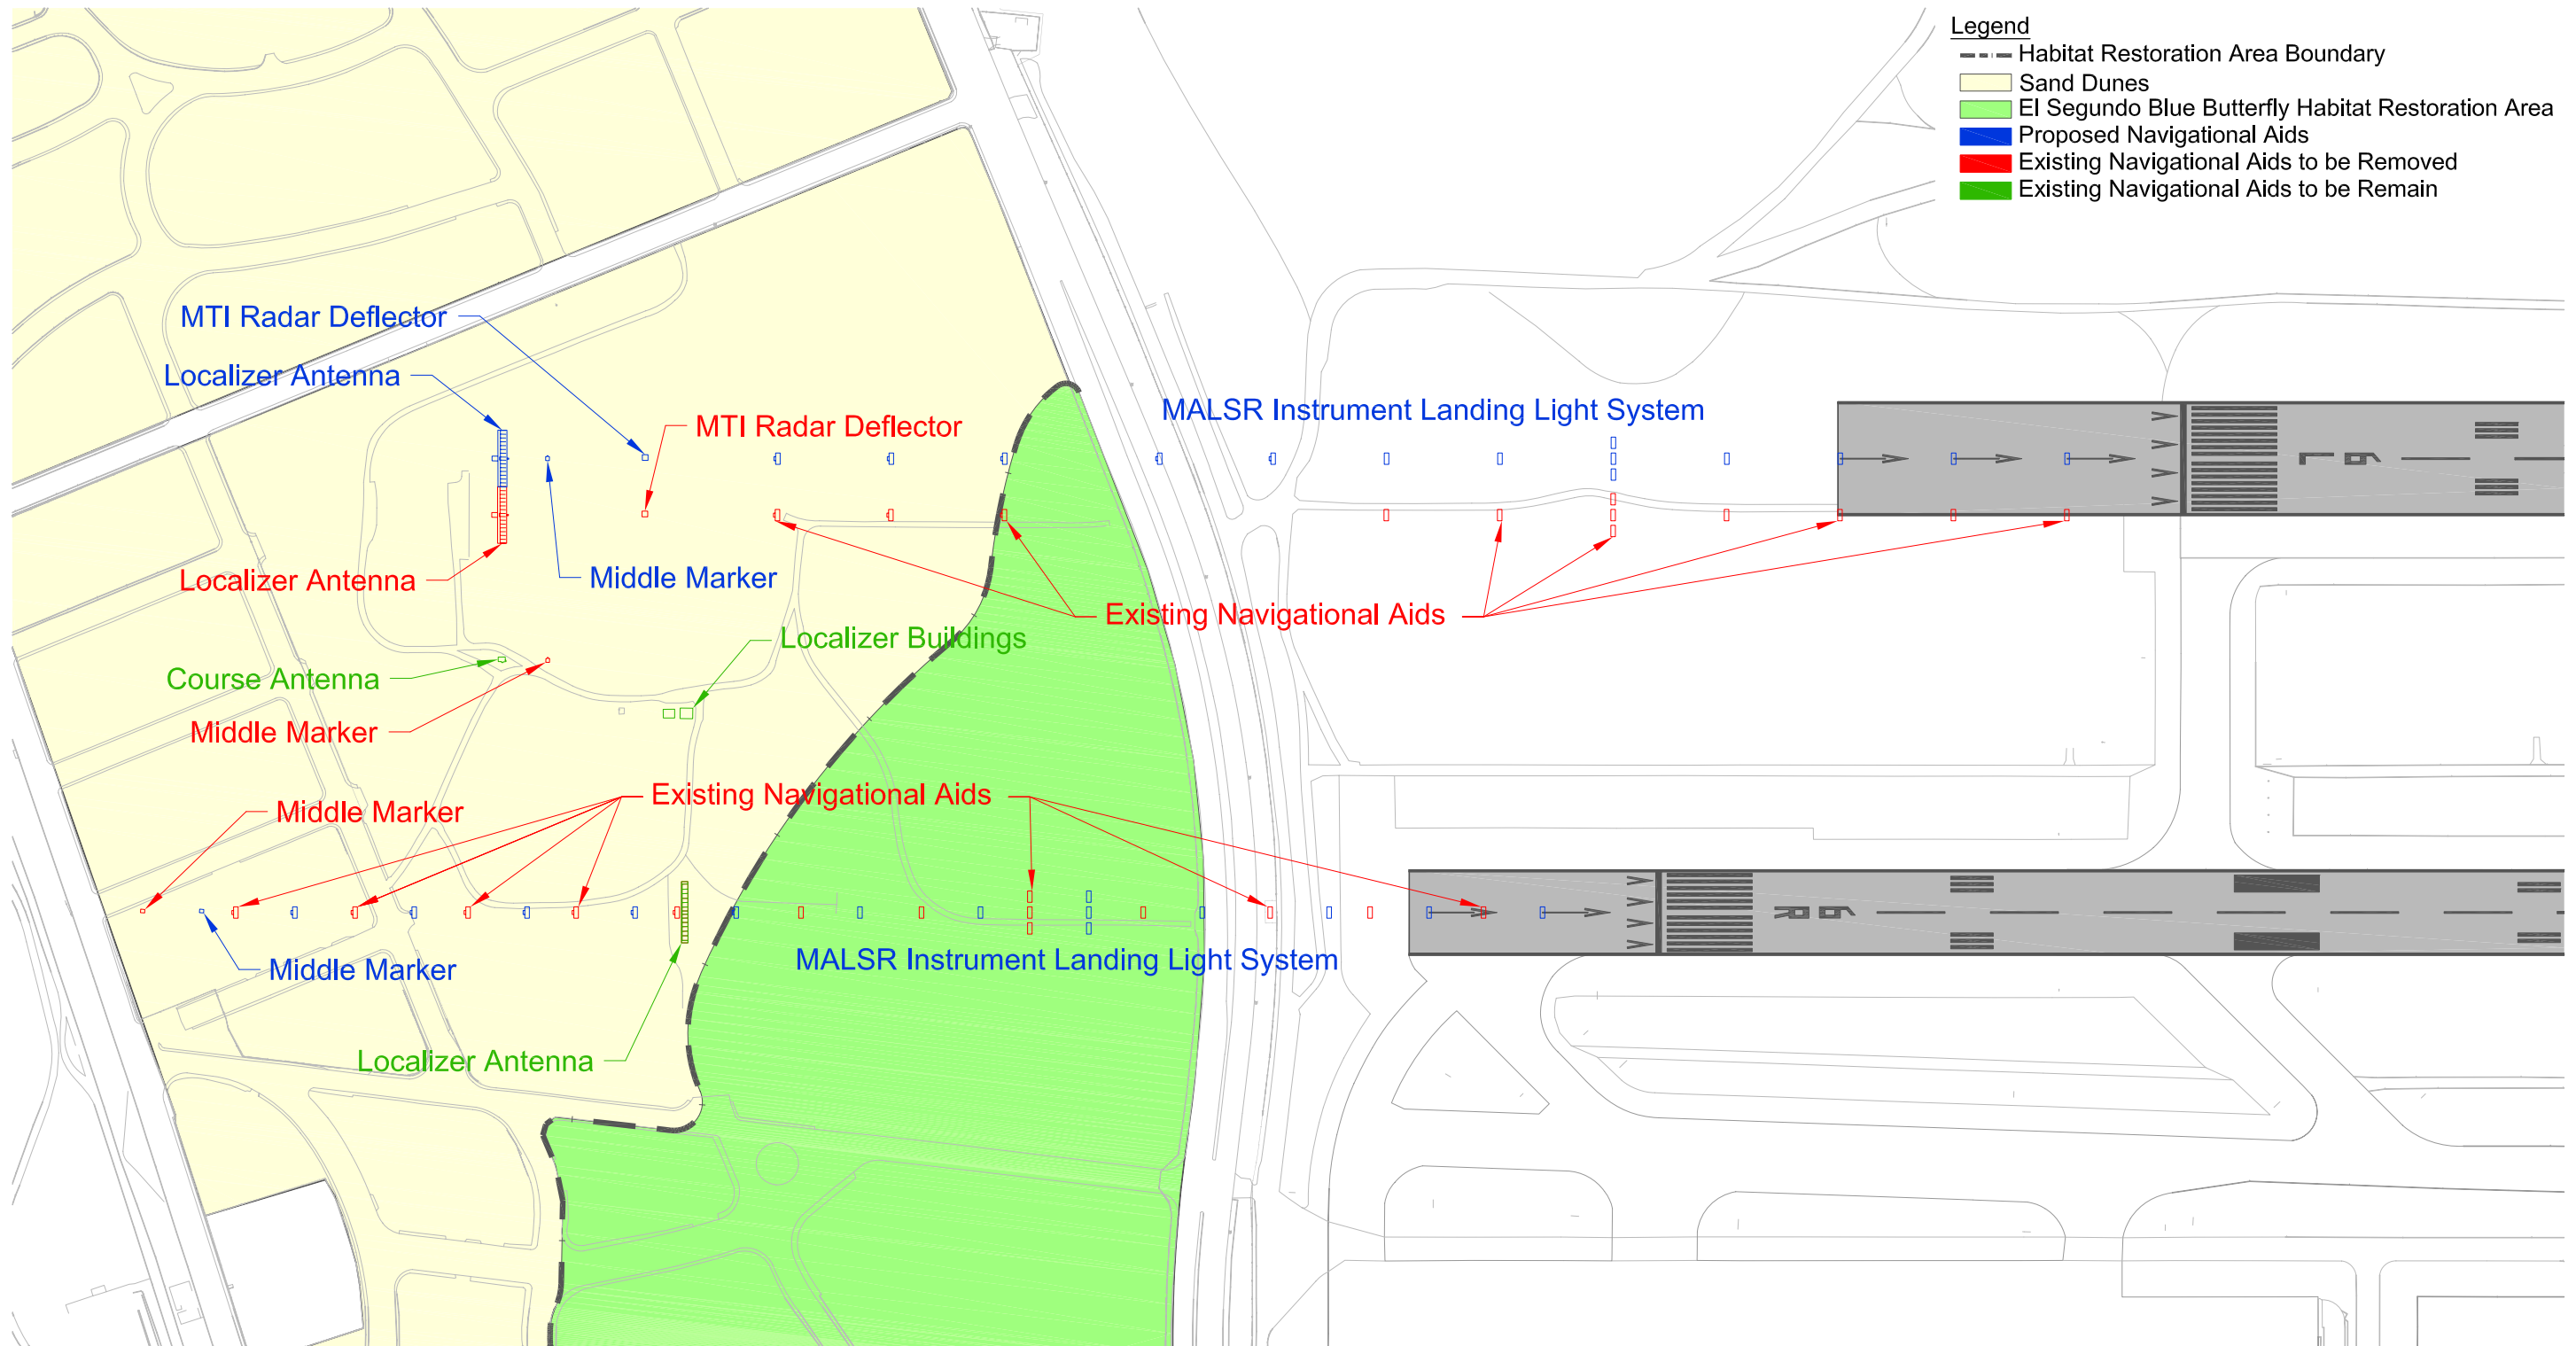 Legend
Habitat Restoration Area Boundary
Sand Dunes
El Segundo Blue Butterfly Habitat Restoration Area
Proposed Navigational Aids
Existing Navigational Aids to be Removed
Existing Navigational Aids to be Remain
MTI Radar Deflector
Localizer Antenna
MTI Radar Deflector
MALSR Instrument Landing Light System
6L
Localizer Antenna
Middle Marker
Existing Navigational Aids
Localizer Buildings
Course Antenna
Middle Marker
Existing Navigational Aids
Middle Marker
6R
Middle Marker
MALSR Instrument Landing Light System
Localizer Antenna